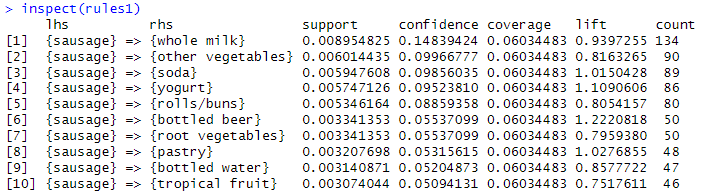 > inspect(rules1)
lhs rhs support confidence coverage lift count
[1] {sausage} => {whole milk} 0.008954825 0.14839424 0.06034483 0.9397255 134
[2] {sausage} => {other vegetables} 0.006014435 0.09966777 0.06034483 0.8163265 90
[3] {sausage} => {soda} 0.005947608 0.09856035 0.06034483 1.0150428 89
[4] {sausage} => {yogurt} 0.005747126 0.09523810 0.06034483 1.1090606 86
[5] {sausage} => {rolls/buns} 0.005346164 0.08859358 0.06034483 0.8054157 80
[6] {sausage} => {bottled beer} 0.003341353 0.05537099 0.06034483 1.2220818 50
[7] {sausage} => {root vegetables} 0.003341353 0.05537099 0.06034483 0.7959380 50
[8] {sausage} => {pastry} 0.003207698 0.05315615 0.06034483 1.0276855 48
[9] {sausage} => {bottled water} 0.003140871 0.05204873 0.06034483 0.8577722 47
[10] {sausage} => {tropical fruit} 0.003074044 0.05094131 0.06034483 0.7517611 46